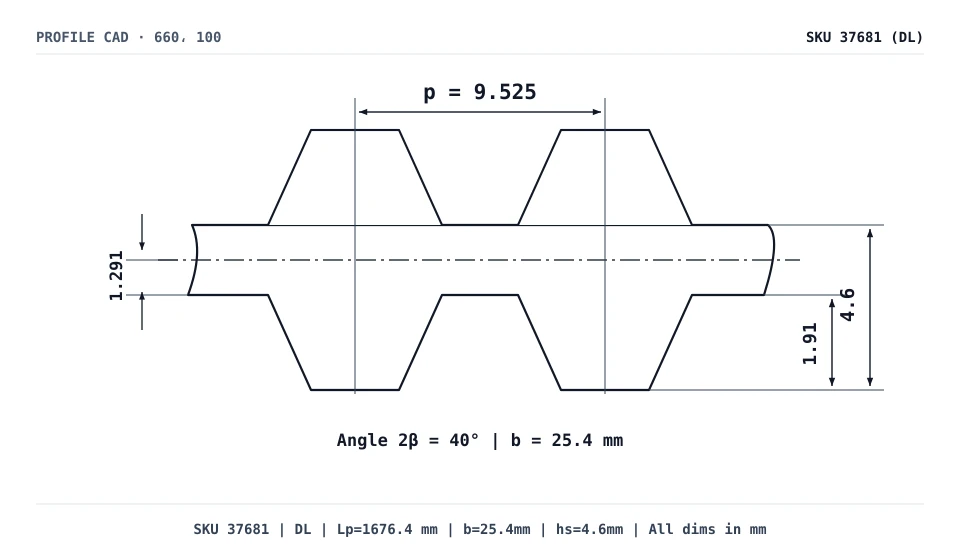 PROFILE CAD · 660, 100
SKU 37681 (DL)
p = 9.525
1.291
4.6
1.91
Angle 2β = 40° | b = 25.4 mm
SKU 37681 | DL | Lp=1676.4 mm | b=25.4mm | hs=4.6mm | All dims in mm